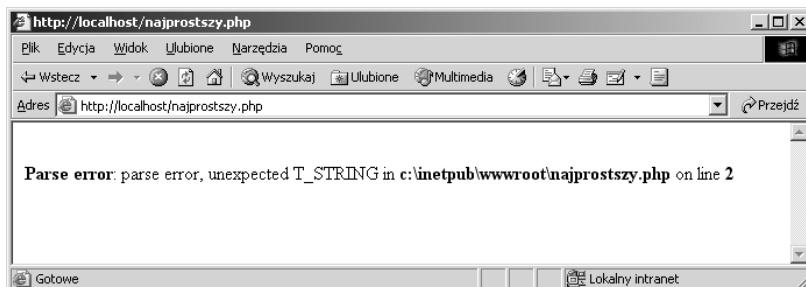 http://localhost/najprostszy.php
Plik Edycja Widok Ulubione Narzędzia Pomoc
Wstecz Wyszukaj Ulubione Multimedia
Adres http://localhost/najprostszy.php Przejdź
Parse error: parse error, unexpected T_STRING in c:\inetpub\wwwroot\najprostszy.php on line 2
Gotowe Lokalny intranet